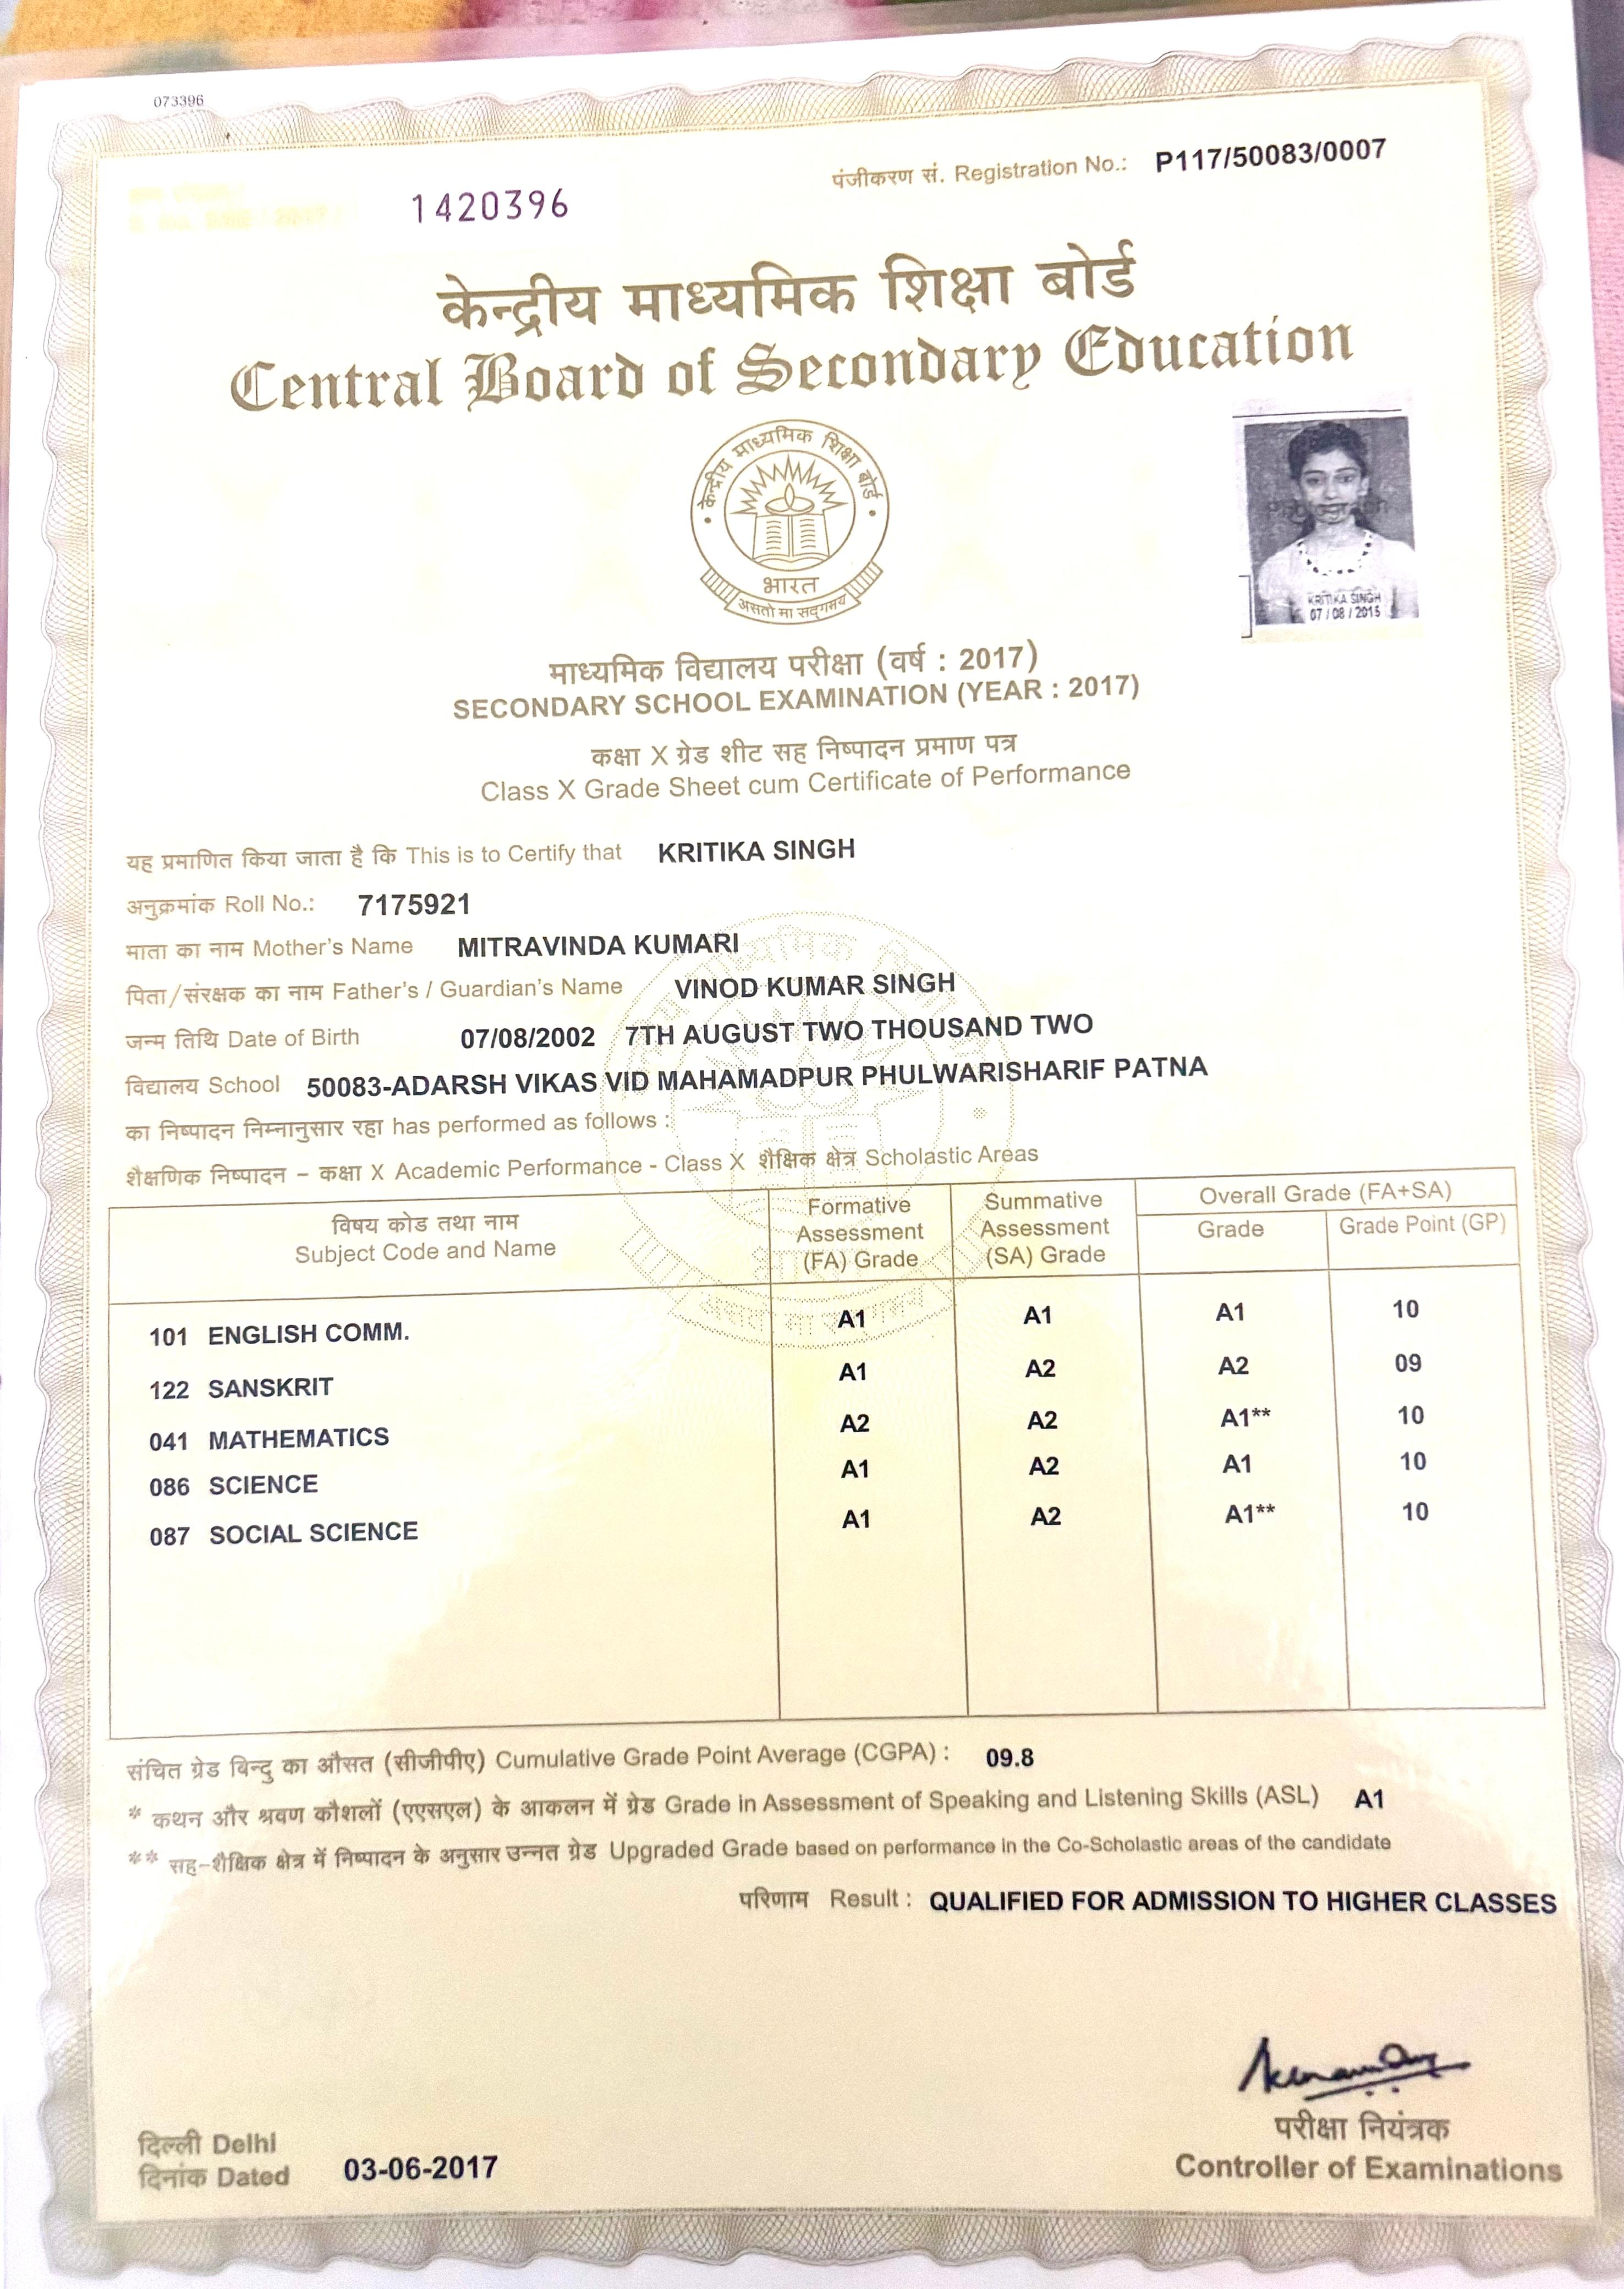 073396
पंजीकरण सं. Registration No.: P117/50083/0007
1420396
केन्द्रीय माध्यमिक शिक्षा बोर्ड
Central Board of Secondary Education
केन्द्रीय माध्यमिक शिक्षा बोर्ड
भारत
असतो मा सद्गमय
KRITIKA SINGH
07 / 08 / 2015
माध्यमिक विद्यालय परीक्षा (वर्ष : 2017)
SECONDARY SCHOOL EXAMINATION (YEAR : 2017)
कक्षा X ग्रेड शीट सह निष्पादन प्रमाण पत्र
Class X Grade Sheet cum Certificate of Performance
यह प्रमाणित किया जाता है कि This is to Certify that KRITIKA SINGH
अनुक्रमांक Roll No.: 7175921
माता का नाम Mother's Name MITRAVINDA KUMARI
पिता/संरक्षक का नाम Father's / Guardian's Name VINOD KUMAR SINGH
जन्म तिथि Date of Birth 07/08/2002 7TH AUGUST TWO THOUSAND TWO
विद्यालय School 50083-ADARSH VIKAS VID MAHAMADPUR PHULWARISHARIF PATNA
का निष्पादन निम्नानुसार रहा has performed as follows :
शैक्षणिक निष्पादन – कक्षा X Academic Performance - Class X शैक्षिक क्षेत्र Scholastic Areas
विषय कोड तथा नाम
Subject Code and Name
Formative
Assessment
(FA) Grade
Summative
Assessment
(SA) Grade
Overall Grade (FA+SA)
Grade Grade Point (GP)
101 ENGLISH COMM. A1 A1 A1 10
122 SANSKRIT A1 A2 A2 09
041 MATHEMATICS A2 A2 A1** 10
086 SCIENCE A1 A2 A1 10
087 SOCIAL SCIENCE A1 A2 A1** 10
संचित ग्रेड बिन्दु का औसत (सीजीपीए) Cumulative Grade Point Average (CGPA) : 09.8
* कथन और श्रवण कौशलों (एएसएल) के आकलन में ग्रेड Grade in Assessment of Speaking and Listening Skills (ASL) A1
** सह-शैक्षिक क्षेत्र में निष्पादन के अनुसार उन्नत ग्रेड Upgraded Grade based on performance in the Co-Scholastic areas of the candidate
परिणाम Result : QUALIFIED FOR ADMISSION TO HIGHER CLASSES
परीक्षा नियंत्रक
Controller of Examinations
दिल्ली Delhi
दिनांक Dated 03-06-2017